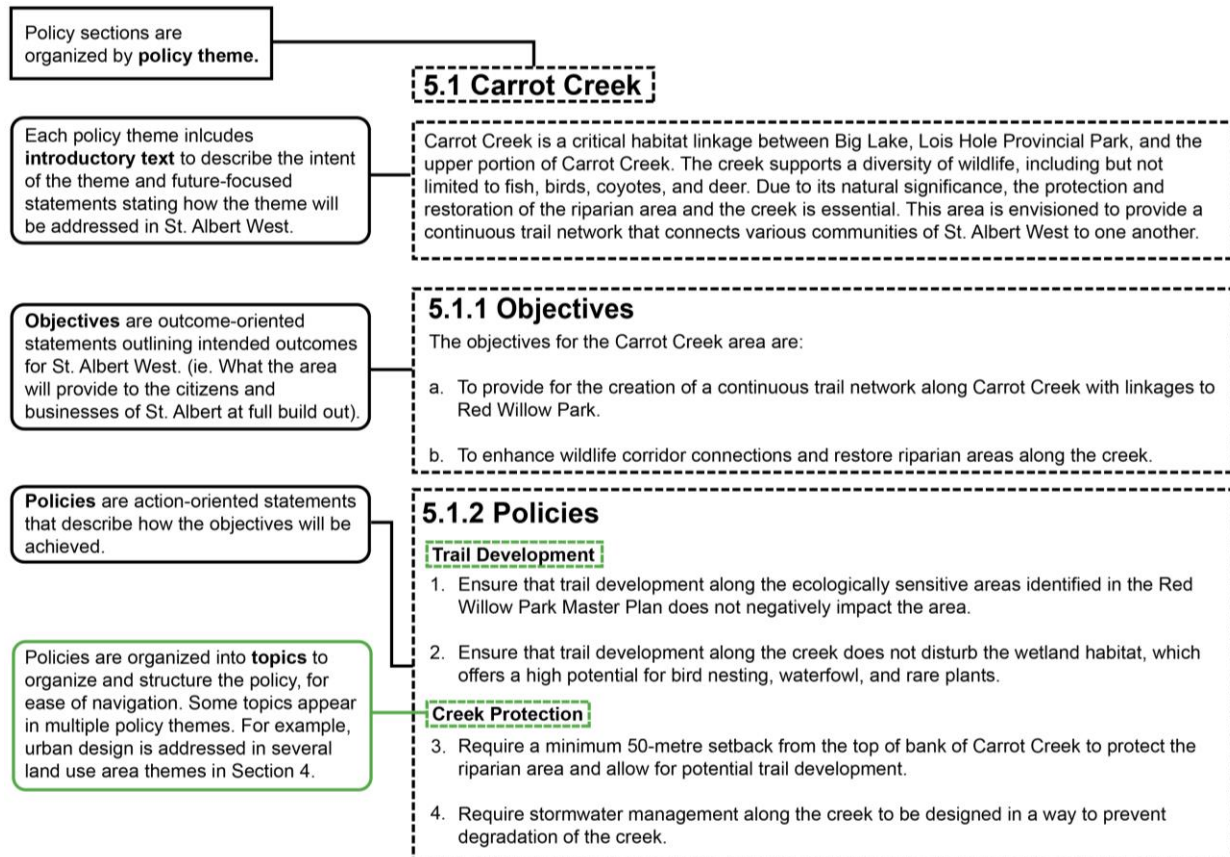 Policy sections are
organized by policy theme.
5.1 Carrot Creek
Each policy theme inlcudes
introductory text to describe the intent
of the theme and future-focused
statements stating how the theme will
be addressed in St. Albert West.
Carrot Creek is a critical habitat linkage between Big Lake, Lois Hole Provincial Park, and the
upper portion of Carrot Creek. The creek supports a diversity of wildlife, including but not
limited to fish, birds, coyotes, and deer. Due to its natural significance, the protection and
restoration of the riparian area and the creek is essential. This area is envisioned to provide a
continuous trail network that connects various communities of St. Albert West to one another.
Objectives are outcome-oriented
statements outlining intended outcomes
for St. Albert West. (ie. What the area
will provide to the citizens and
businesses of St. Albert at full build out).
5.1.1 Objectives
The objectives for the Carrot Creek area are:
a. To provide for the creation of a continuous trail network along Carrot Creek with linkages to
Red Willow Park.
b. To enhance wildlife corridor connections and restore riparian areas along the creek.
Policies are action-oriented statements
that describe how the objectives will be
achieved.
5.1.2 Policies
Trail Development
1. Ensure that trail development along the ecologically sensitive areas identified in the Red
Willow Park Master Plan does not negatively impact the area.
2. Ensure that trail development along the creek does not disturb the wetland habitat, which
offers a high potential for bird nesting, waterfowl, and rare plants.
Policies are organized into topics to
organize and structure the policy, for
ease of navigation. Some topics appear
in multiple policy themes. For example,
urban design is addressed in several
land use area themes in Section 4.
Creek Protection
3. Require a minimum 50-metre setback from the top of bank of Carrot Creek to protect the
riparian area and allow for potential trail development.
4. Require stormwater management along the creek to be designed in a way to prevent
degradation of the creek.